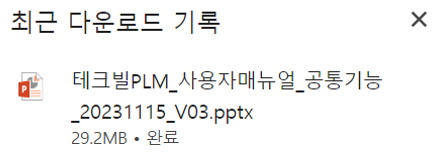 최근 다운로드 기록
테크빌PLM_사용자매뉴얼_공통기능
_20231115_V03.pptx
29.2MB • 완료